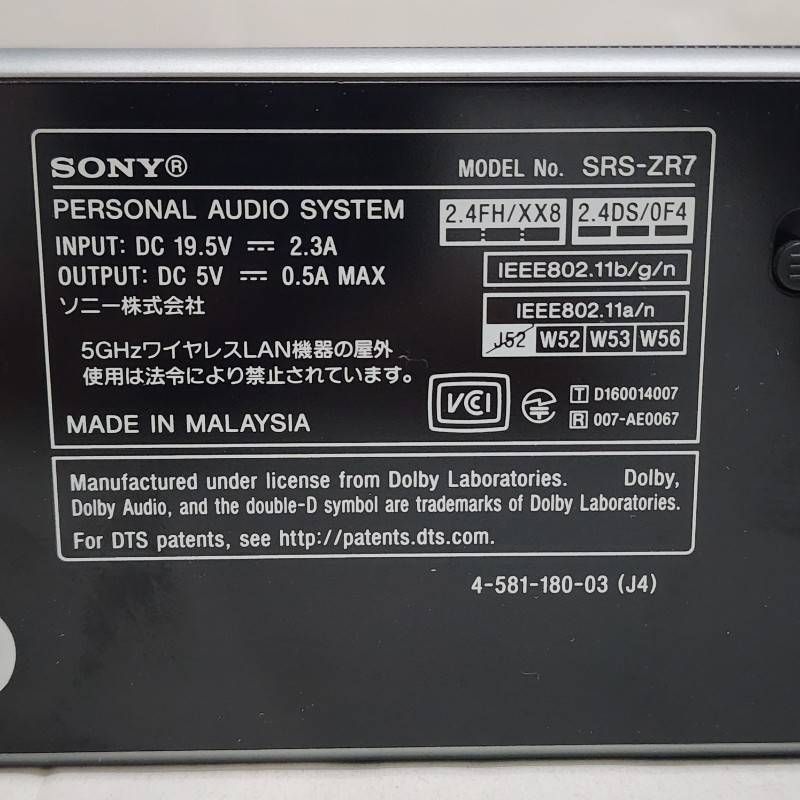 SONY® MODEL No. SRS-ZR7
PERSONAL AUDIO SYSTEM
2.4FH/XX8 2.4DS/0F4
INPUT: DC 19.5V ⎓ 2.3A
OUTPUT: DC 5V ⎓ 0.5A MAX
ソニー株式会社
IEEE802.11b/g/n
IEEE802.11a/n
J52 W52 W53 W56
5GHzワイヤレスLAN機器の屋外
使用は法令により禁止されています。
MADE IN MALAYSIA
VCI
T D160014007
R 007-AE0067
Manufactured under license from Dolby Laboratories. Dolby,
Dolby Audio, and the double-D symbol are trademarks of Dolby Laboratories.
For DTS patents, see http://patents.dts.com.
4-581-180-03 (J4)